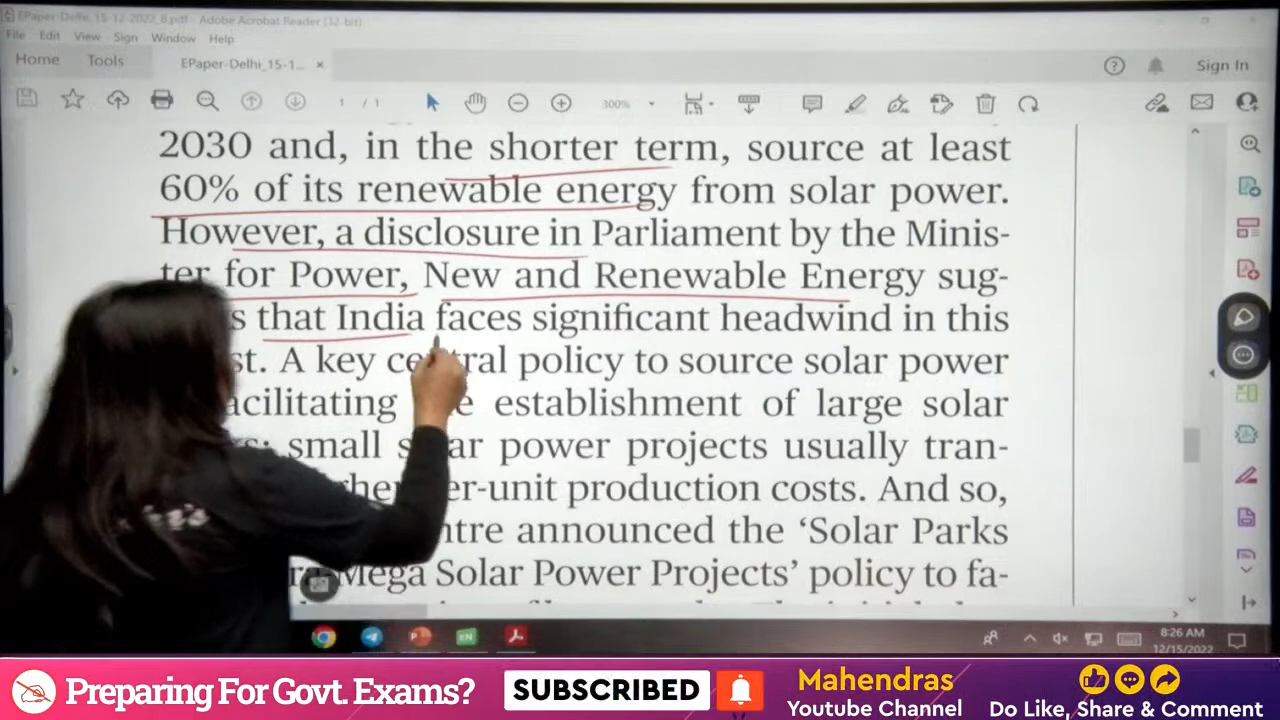 EPaper-Delhi_15-12-2022_8.pdf - Adobe Acrobat Reader (32-bit)
File Edit View Sign Window Help
Home Tools EPaper-Delhi_15-1... × Sign In
1 / 1 300%
2030 and, in the shorter term, source at least
60% of its renewable energy from solar power.
However, a disclosure in Parliament by the Minis-
ter for Power, New and Renewable Energy sug-
s that India faces significant headwind in this
st. A key central policy to source solar power
acilitating e establishment of large solar
small solar power projects usually tran-
her er-unit production costs. And so,
ntre announced the ‘Solar Parks
Mega Solar Power Projects’ policy to fa-
8:26 AM
12/15/2022
Preparing For Govt. Exams? SUBSCRIBED Mahendras
Youtube Channel Do Like, Share & Comment